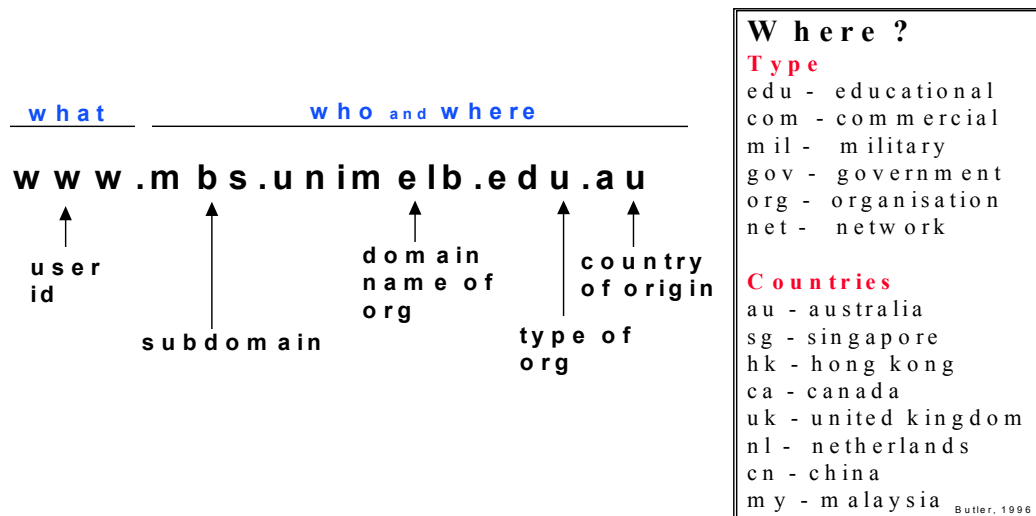 what
who and where
www.mbs.unimelb.edu.au
user
id
subdomain
domain
name of
org
type of
org
country
of origin
Where?
Type
edu - educational
com - commercial
mil - military
gov - government
org - organisation
net - network
Countries
au - australia
sg - singapore
hk - hong kong
ca - canada
uk - united kingdom
nl - netherlands
cn - china
my - malaysia
Butler, 1996